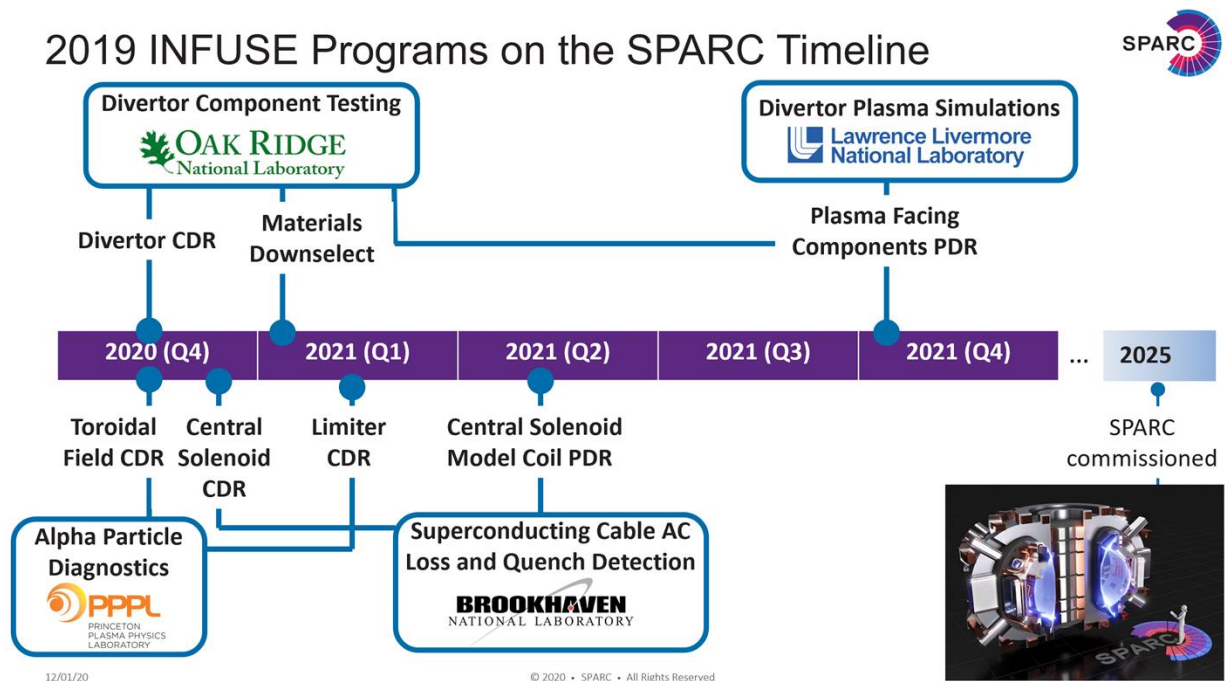 2019 INFUSE Programs on the SPARC Timeline
SPARC
Divertor Component Testing
OAK RIDGE
National Laboratory
Divertor Plasma Simulations
Lawrence Livermore
National Laboratory
Divertor CDR
Materials
Downselect
Plasma Facing
Components PDR
2020 (Q4)
2021 (Q1)
2021 (Q2)
2021 (Q3)
2021 (Q4)
...
2025
Toroidal
Field CDR
Central
Solenoid
CDR
Limiter
CDR
Central Solenoid
Model Coil PDR
SPARC
commissioned
Alpha Particle
Diagnostics
PPPL
PRINCETON
PLASMA PHYSICS
LABORATORY
Superconducting Cable AC
Loss and Quench Detection
BROOKHAVEN
NATIONAL LABORATORY
SPARC
12/01/20
© 2020 • SPARC • All Rights Reserved